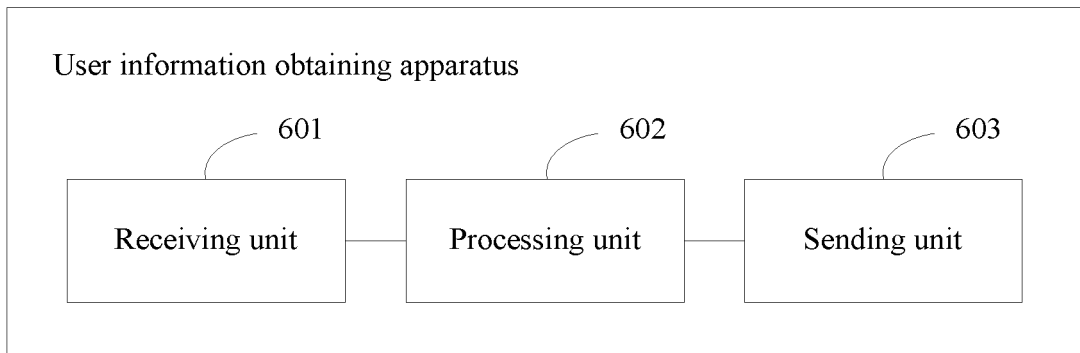 User information obtaining apparatus
601
602
603
Receiving unit
Processing unit
Sending unit